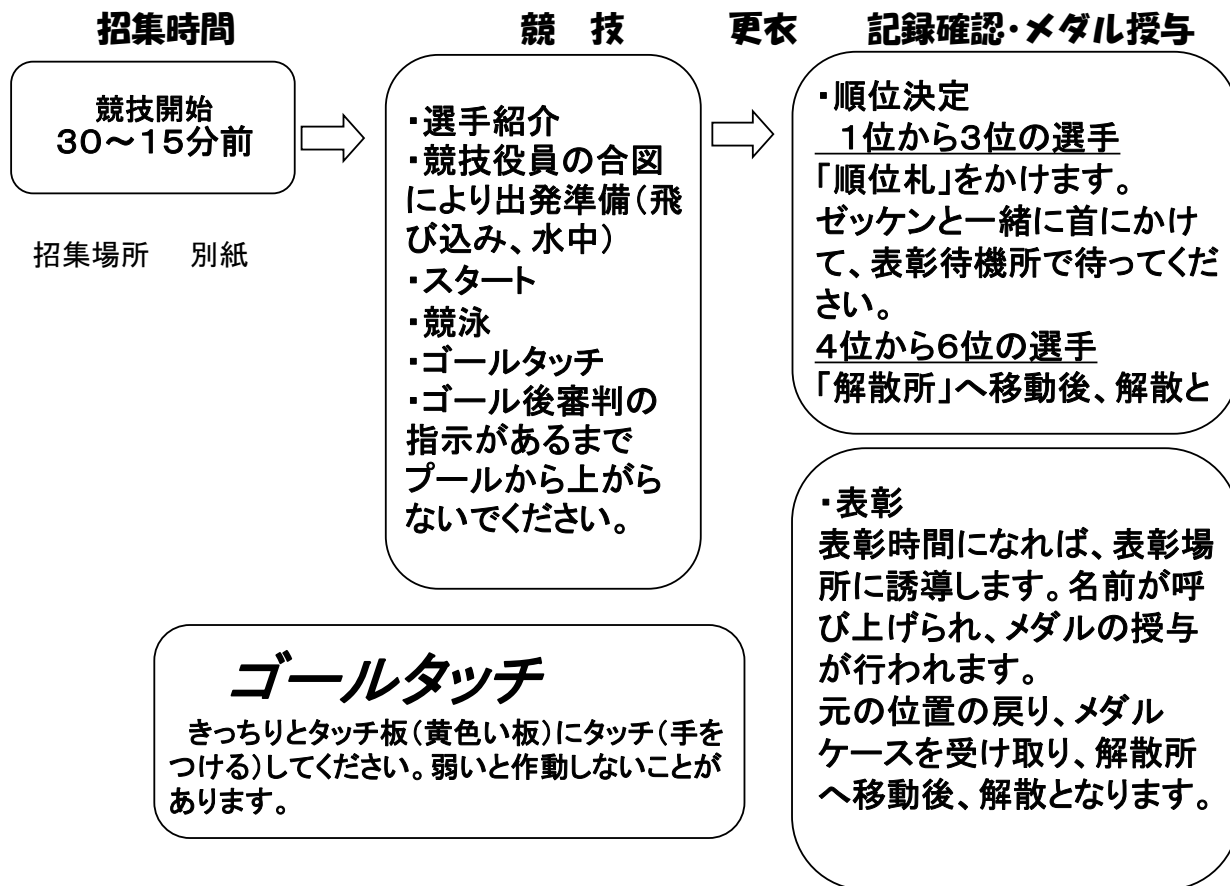 招集時間
競技開始
30～15分前
招集場所　別紙
競　技
・選手紹介
・競技役員の合図
により出発準備(飛
び込み、水中)
・スタート
・競泳
・ゴールタッチ
・ゴール後審判の
指示があるまで
プールから上がら
ないでください。
更衣
記録確認・メダル授与
・順位決定
1位から3位の選手
「順位札」をかけます。
ゼッケンと一緒に首にかけ
て、表彰待機所で待ってくだ
さい。
4位から6位の選手
「解散所」へ移動後、解散と
・表彰
表彰時間になれば、表彰場
所に誘導します。名前が呼
び上げられ、メダルの授与
が行われます。
元の位置の戻り、メダル
ケースを受け取り、解散所
へ移動後、解散となります。
ゴールタッチ
きっちりとタッチ板(黄色い板)にタッチ(手を
つける)してください。弱いと作動しないことが
あります。